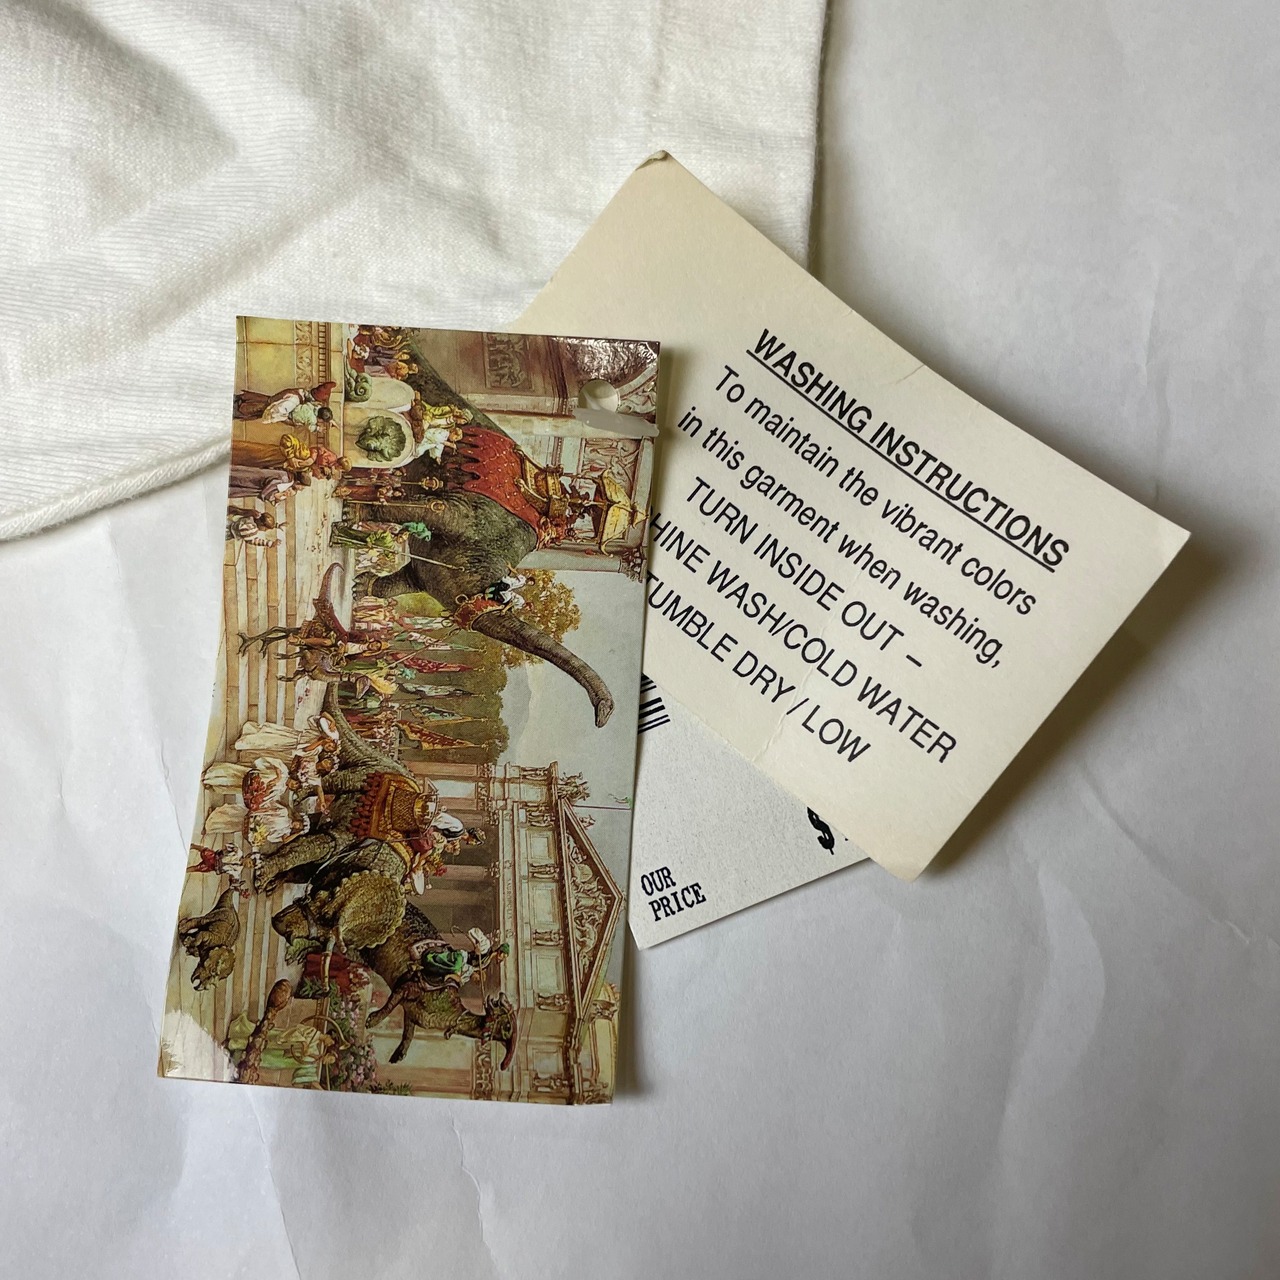 WASHING INSTRUCTIONS
To maintain the vibrant colors
in this garment when washing,
TURN INSIDE OUT –
HINE WASH/COLD WATER
TUMBLE DRY / LOW
$
OUR
PRICE